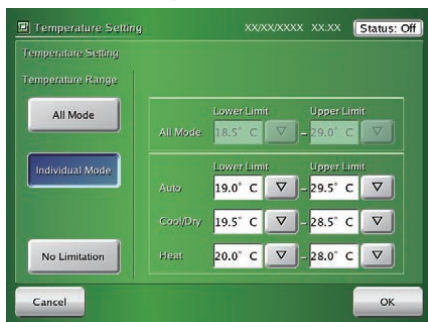 Temperature Setting XX/XX/XXXX XX:XX Status: Off
Temperature Setting
Temperature Range
All Mode
Individual Mode
No Limitation
Lower Limit Upper Limit
All Mode 18.5° C – 29.0° C
Lower Limit Upper Limit
Auto 19.0° C – 29.5° C
Cool/Dry 19.5° C – 28.5° C
Heat 20.0° C – 28.0° C
Cancel OK